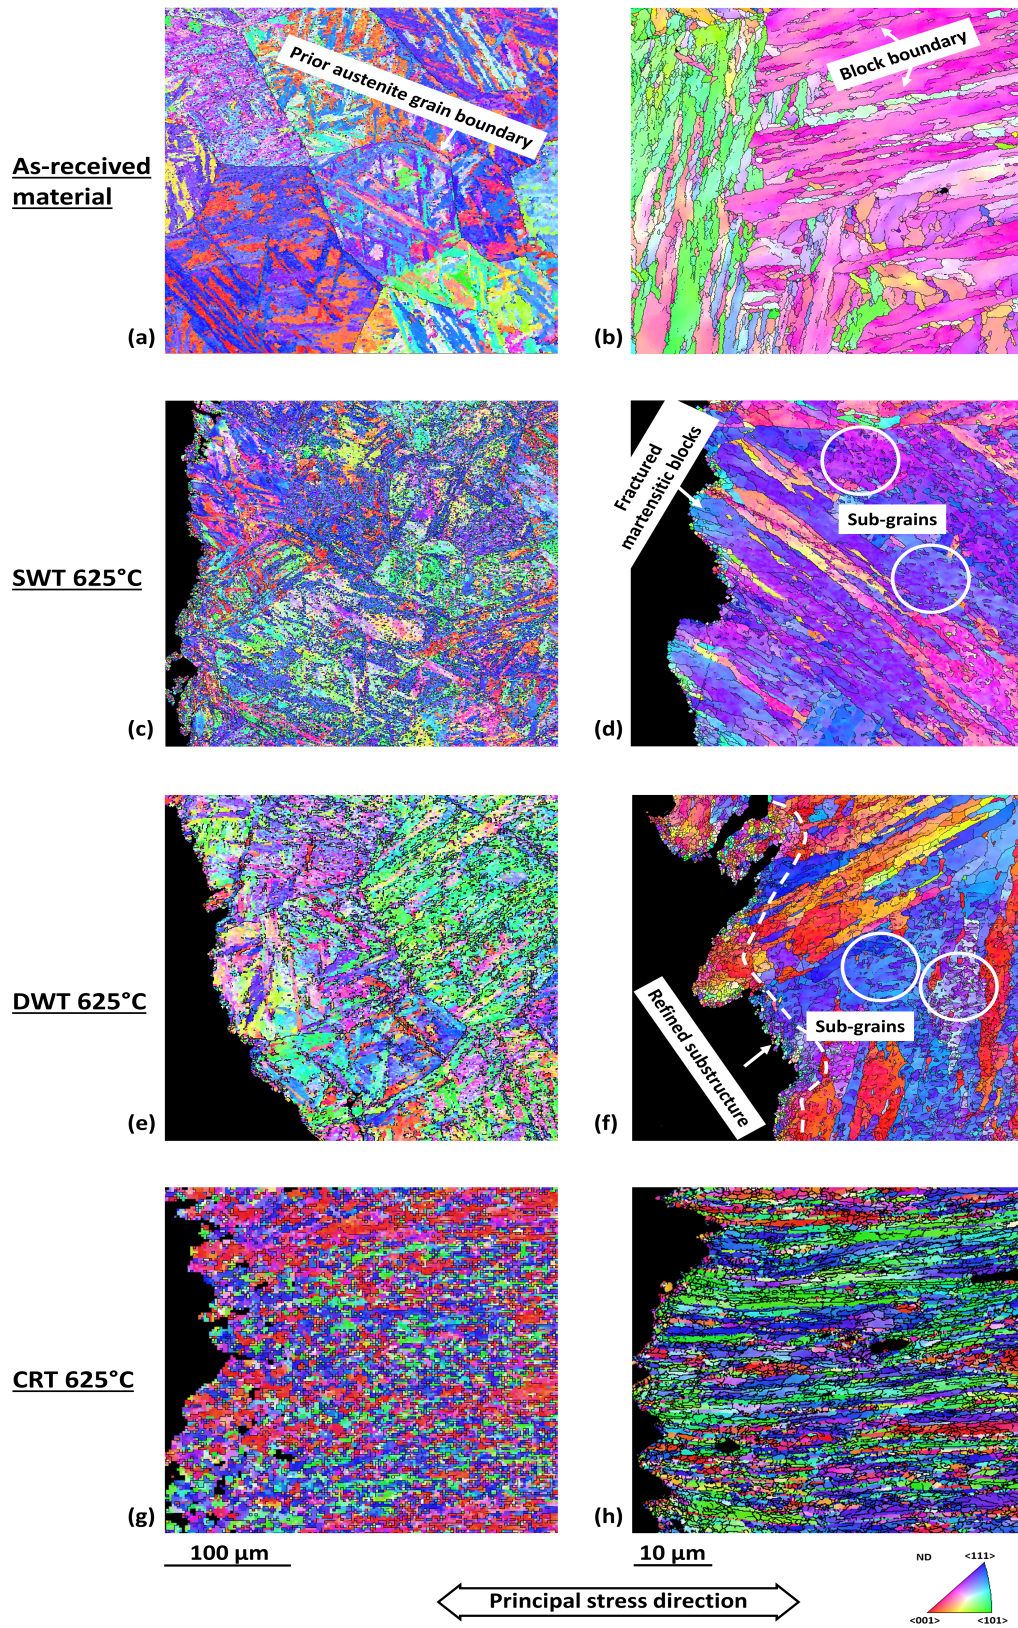 Prior austenite grain boundary
Block boundary
As-received
material
(a)
(b)
Fractured
martensitic blocks
Sub-grains
SWT 625°C
(c)
(d)
DWT 625°C
Refined substructure
Sub-grains
(e)
(f)
CRT 625°C
(g)
(h)
100 µm
10 µm
ND
<111>
<001>
<101>
Principal stress direction